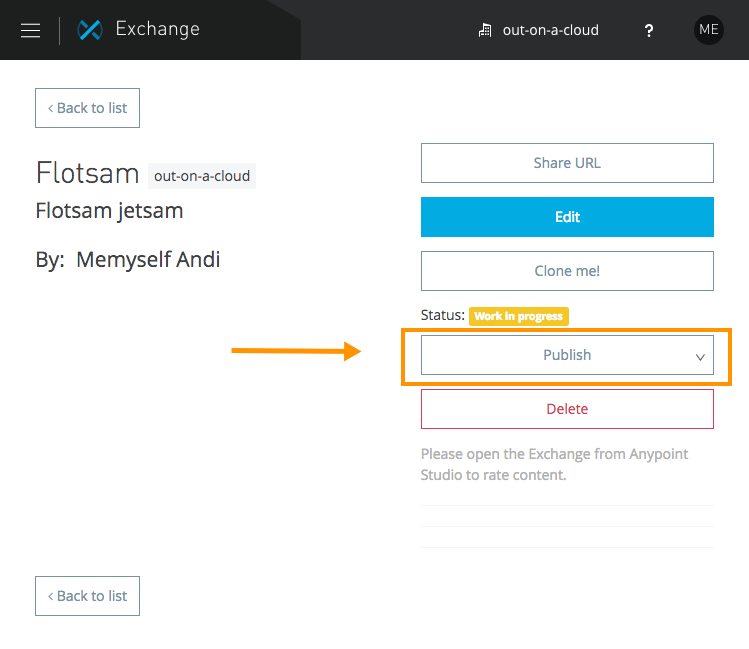 Exchange
out-on-a-cloud
?
ME
‹ Back to list
Flotsam out-on-a-cloud
Flotsam jetsam
By: Memyself Andi
Share URL
Edit
Clone me!
Status: Work in progress
Publish
Delete
Please open the Exchange from Anypoint
Studio to rate content.
‹ Back to list